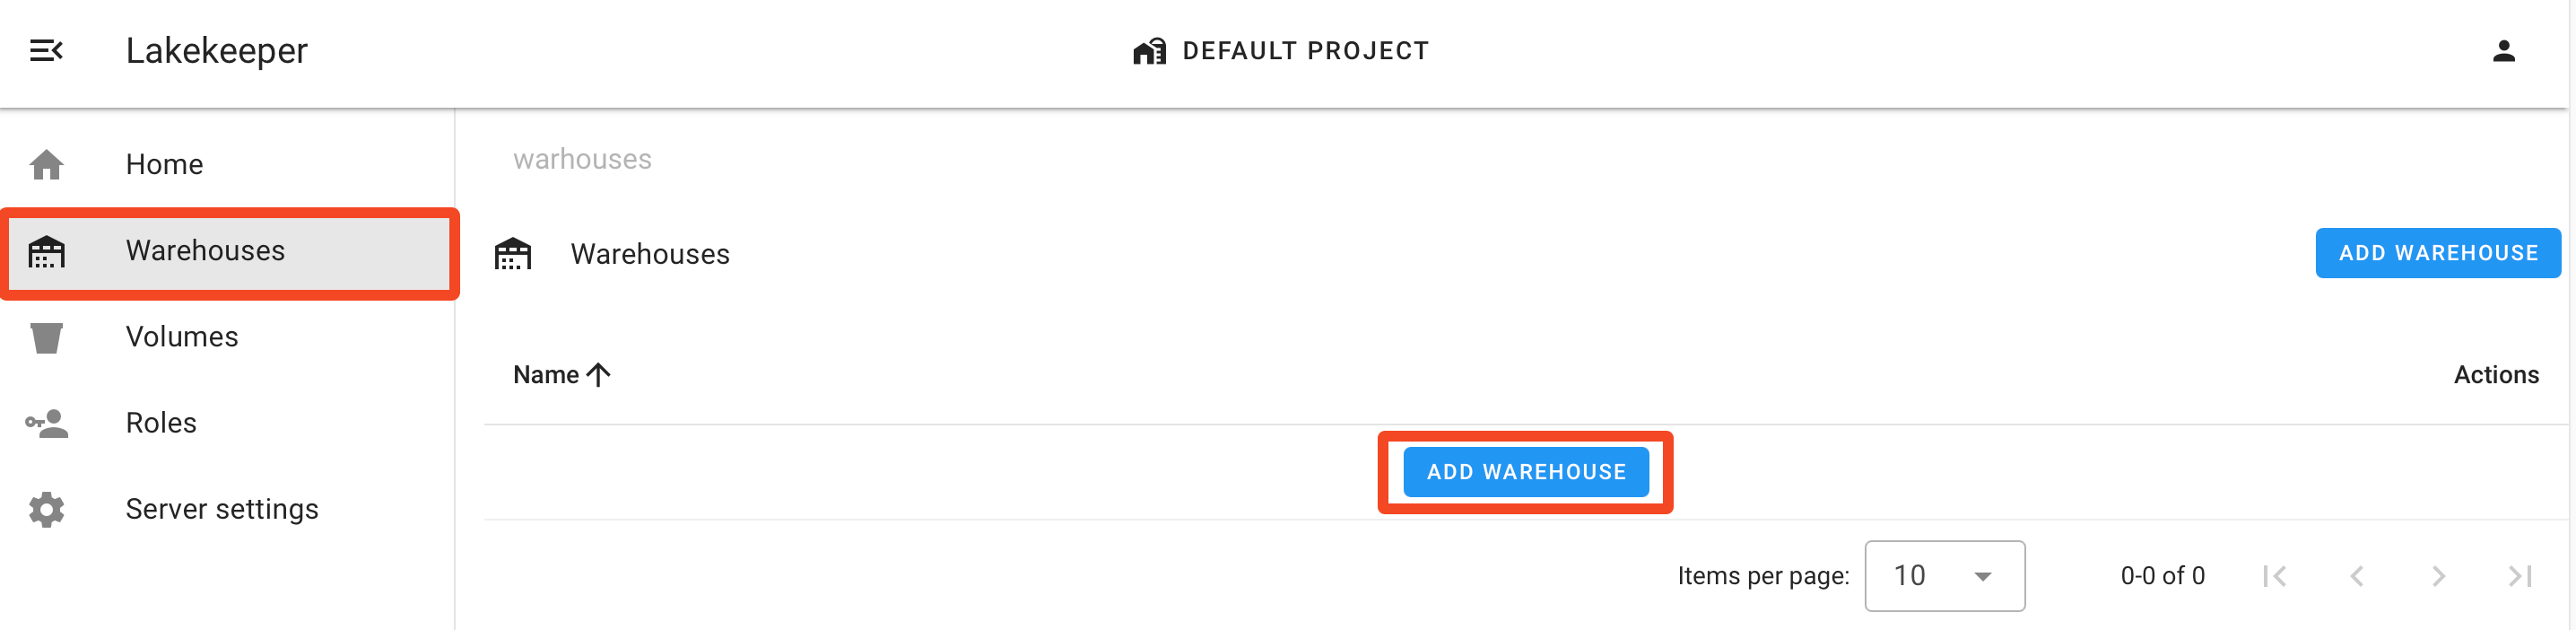 Lakekeeper
DEFAULT PROJECT
Home
Warehouses
Volumes
Roles
Server settings
warhouses
Warehouses
ADD WAREHOUSE
Name
Actions
ADD WAREHOUSE
Items per page: 10 0-0 of 0